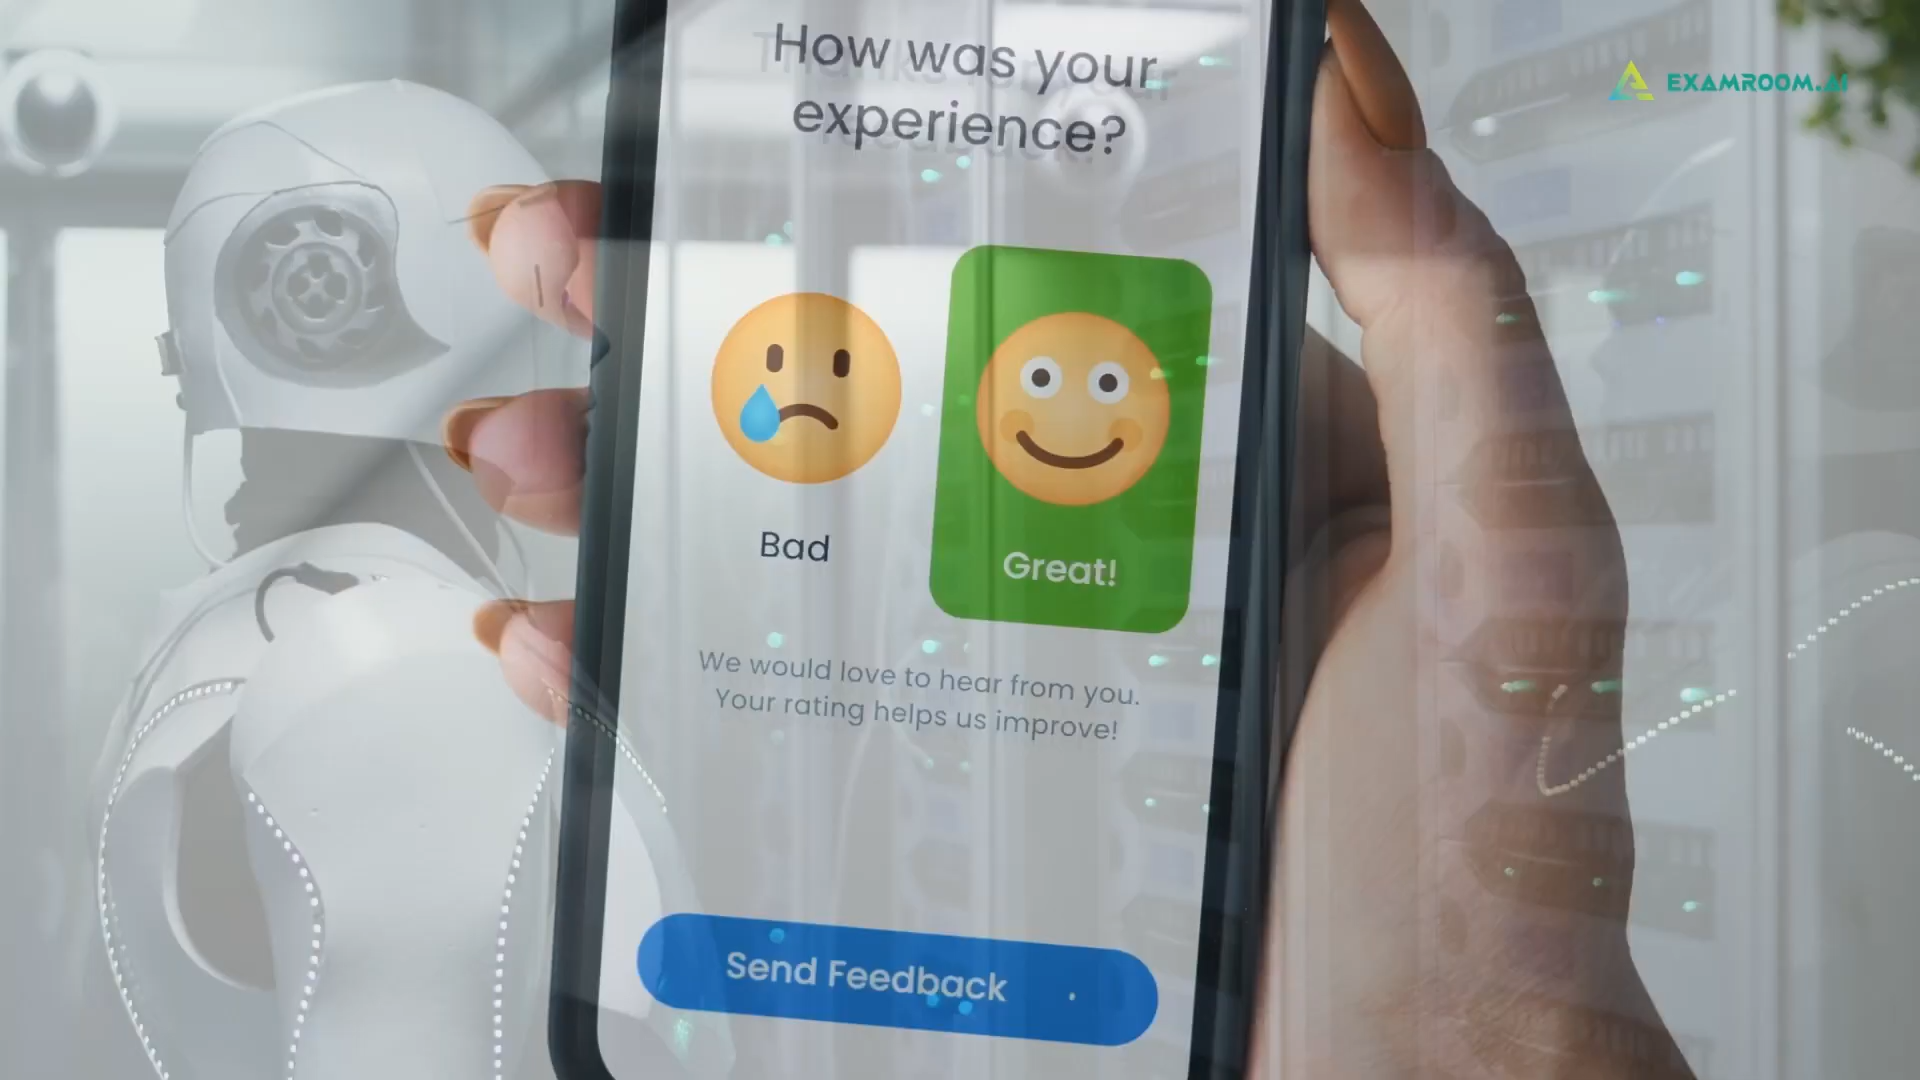 How was your
experience?
EXAMROOM.AI
Bad
Great!
We would love to hear from you.
Your rating helps us improve!
Send Feedback